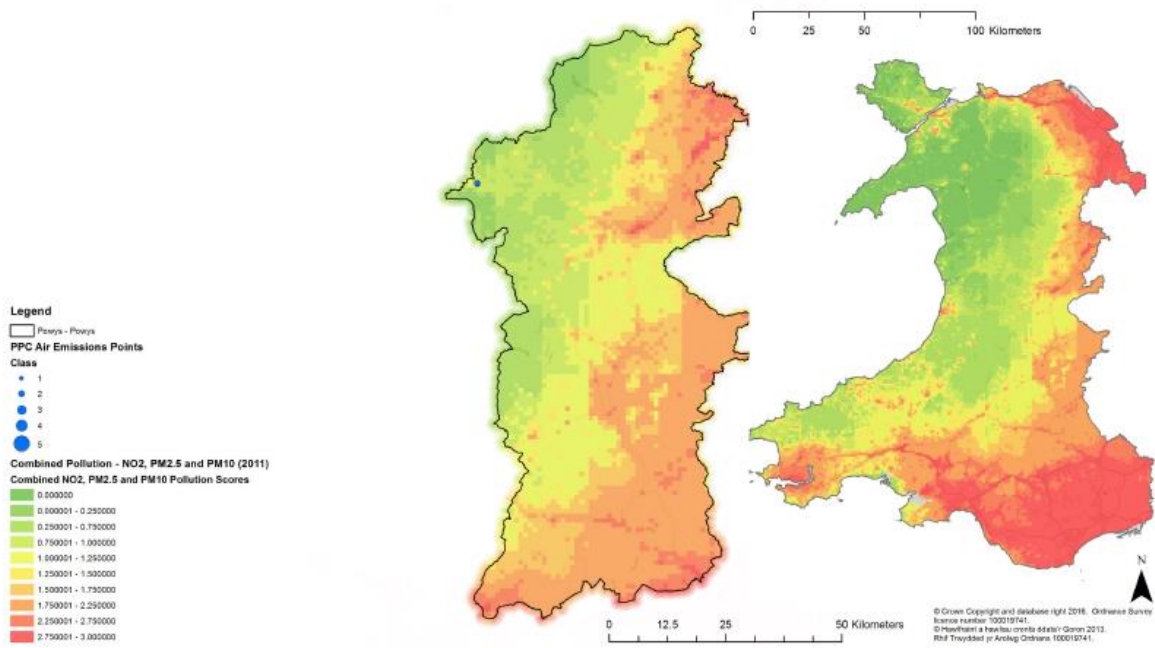 0 25 50 100 Kilometers
Legend
Powys - Powys
PPC Air Emissions Points
Class
1
2
3
4
5
Combined Pollution - NO2, PM2.5 and PM10 (2011)
Combined NO2, PM2.5 and PM10 Pollution Scores
0.000000
0.000001 - 0.250000
0.250001 - 0.750000
0.750001 - 1.000000
1.000001 - 1.250000
1.250001 - 1.500000
1.500001 - 1.750000
1.750001 - 2.250000
2.250001 - 2.750000
2.750001 - 3.000000
0 12.5 25 50 Kilometers
N
© Crown Copyright and database right 2016. Ordnance Survey
licence number 100019741.
© Hawlfraint a hawliau cronfa ddata'r Goron 2013.
Rhif Trwydded yr Arolwg Ordnans 100019741.